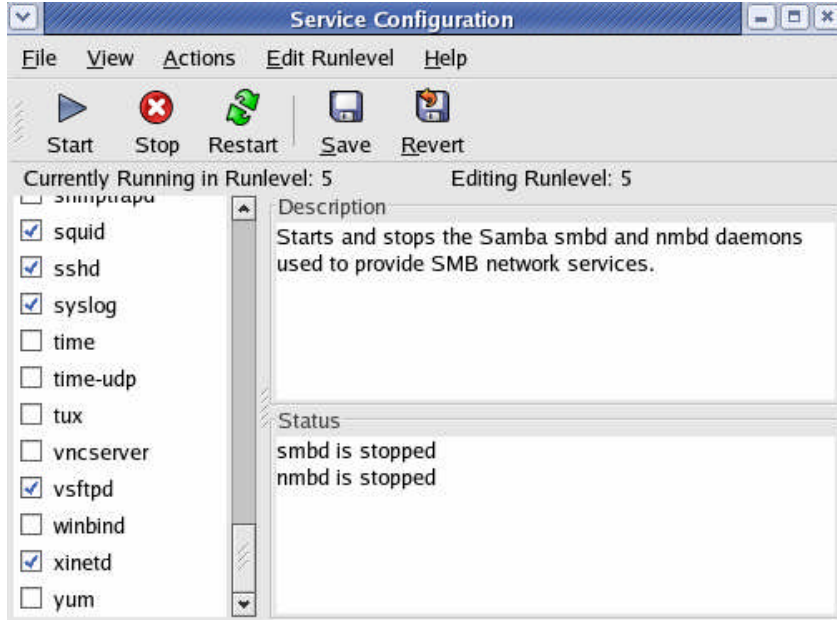 Service Configuration
File View Actions Edit Runlevel Help
Start Stop Restart Save Revert
Currently Running in Runlevel: 5 Editing Runlevel: 5
snmptrapd
squid
sshd
syslog
time
time-udp
tux
vncserver
vsftpd
winbind
xinetd
yum
Description
Starts and stops the Samba smbd and nmbd daemons
used to provide SMB network services.
Status
smbd is stopped
nmbd is stopped